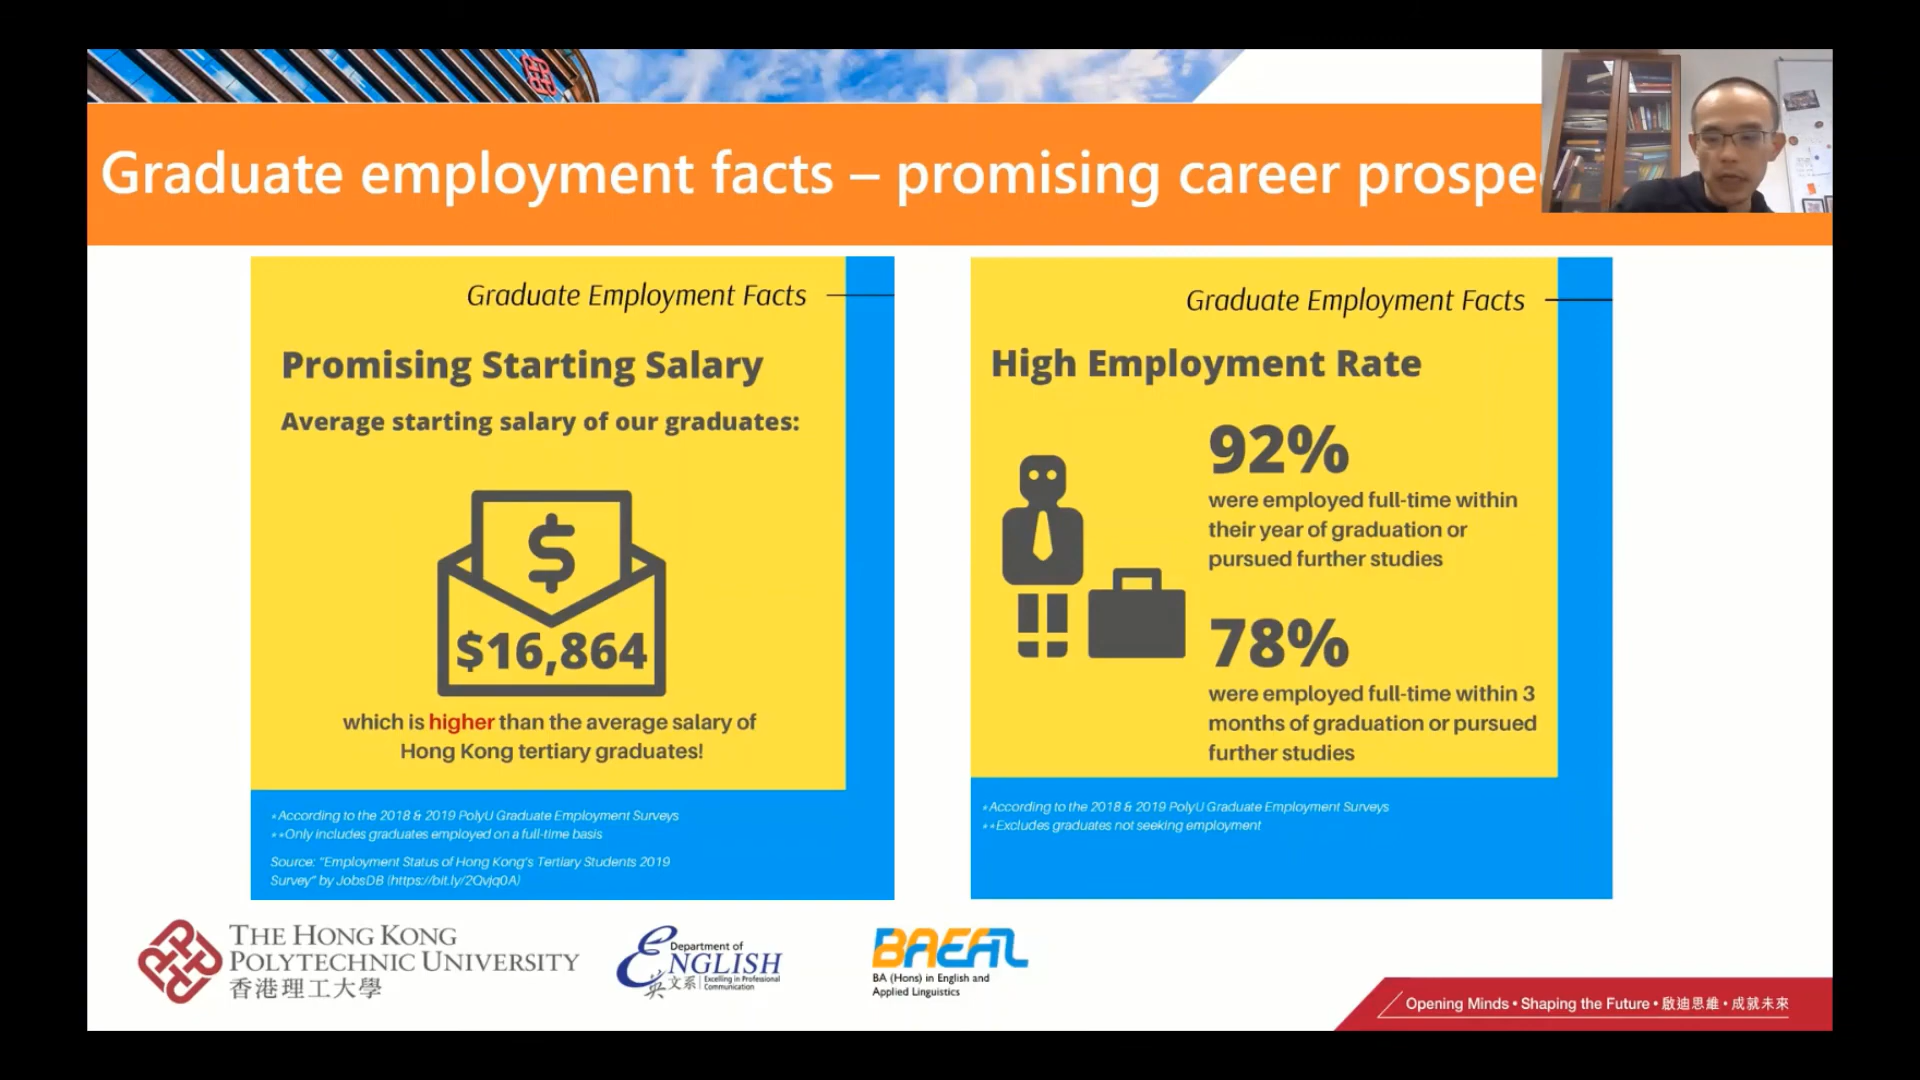 Graduate employment facts – promising career prospe
Graduate Employment Facts
Promising Starting Salary
Average starting salary of our graduates:
$
$16,864
which is higher than the average salary of
Hong Kong tertiary graduates!
*According to the 2018 & 2019 PolyU Graduate Employment Surveys
**Only includes graduates employed on a full-time basis
Source: "Employment Status of Hong Kong's Tertiary Students 2019
Survey" by JobsDB (https://bit.ly/2Qvjq0A)
Graduate Employment Facts
High Employment Rate
92%
were employed full-time within
their year of graduation or
pursued further studies
78%
were employed full-time within 3
months of graduation or pursued
further studies
*According to the 2018 & 2019 PolyU Graduate Employment Surveys
**Excludes graduates not seeking employment
THE HONG KONG
POLYTECHNIC UNIVERSITY
香港理工大學
Department of
ENGLISH
英文系 | Excelling in Professional
Communication
BAEAL
BA (Hons) in English and
Applied Linguistics
Opening Minds • Shaping the Future • 啟迪思維 • 成就未來